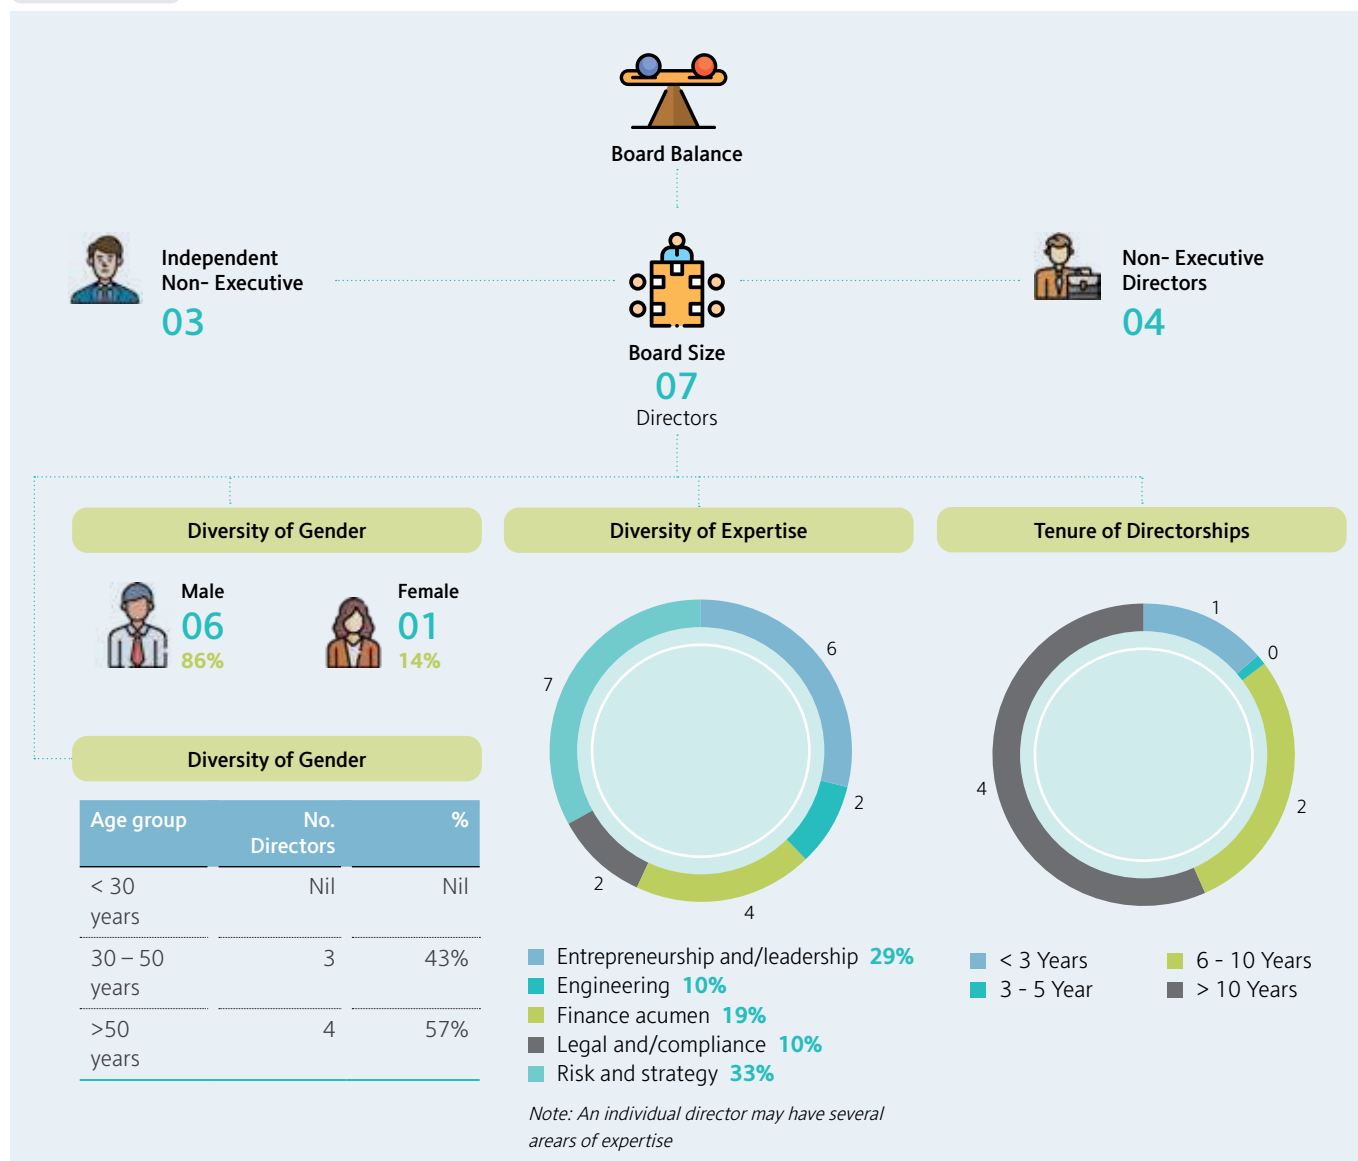 Board Balance
Independent
Non- Executive
03
Board Size
07
Directors
Non- Executive
Directors
04
Diversity of Gender
Male
06
86%
Female
01
14%
Diversity of Gender
Age group No. Directors %
< 30 years Nil Nil
30 – 50 years 3 43%
>50 years 4 57%
Diversity of Expertise
6
2
4
2
7
Entrepreneurship and/leadership 29%
Engineering 10%
Finance acumen 19%
Legal and/compliance 10%
Risk and strategy 33%
Note: An individual director may have several
arears of expertise
Tenure of Directorships
1
0
2
4
< 3 Years
3 - 5 Year
6 - 10 Years
> 10 Years